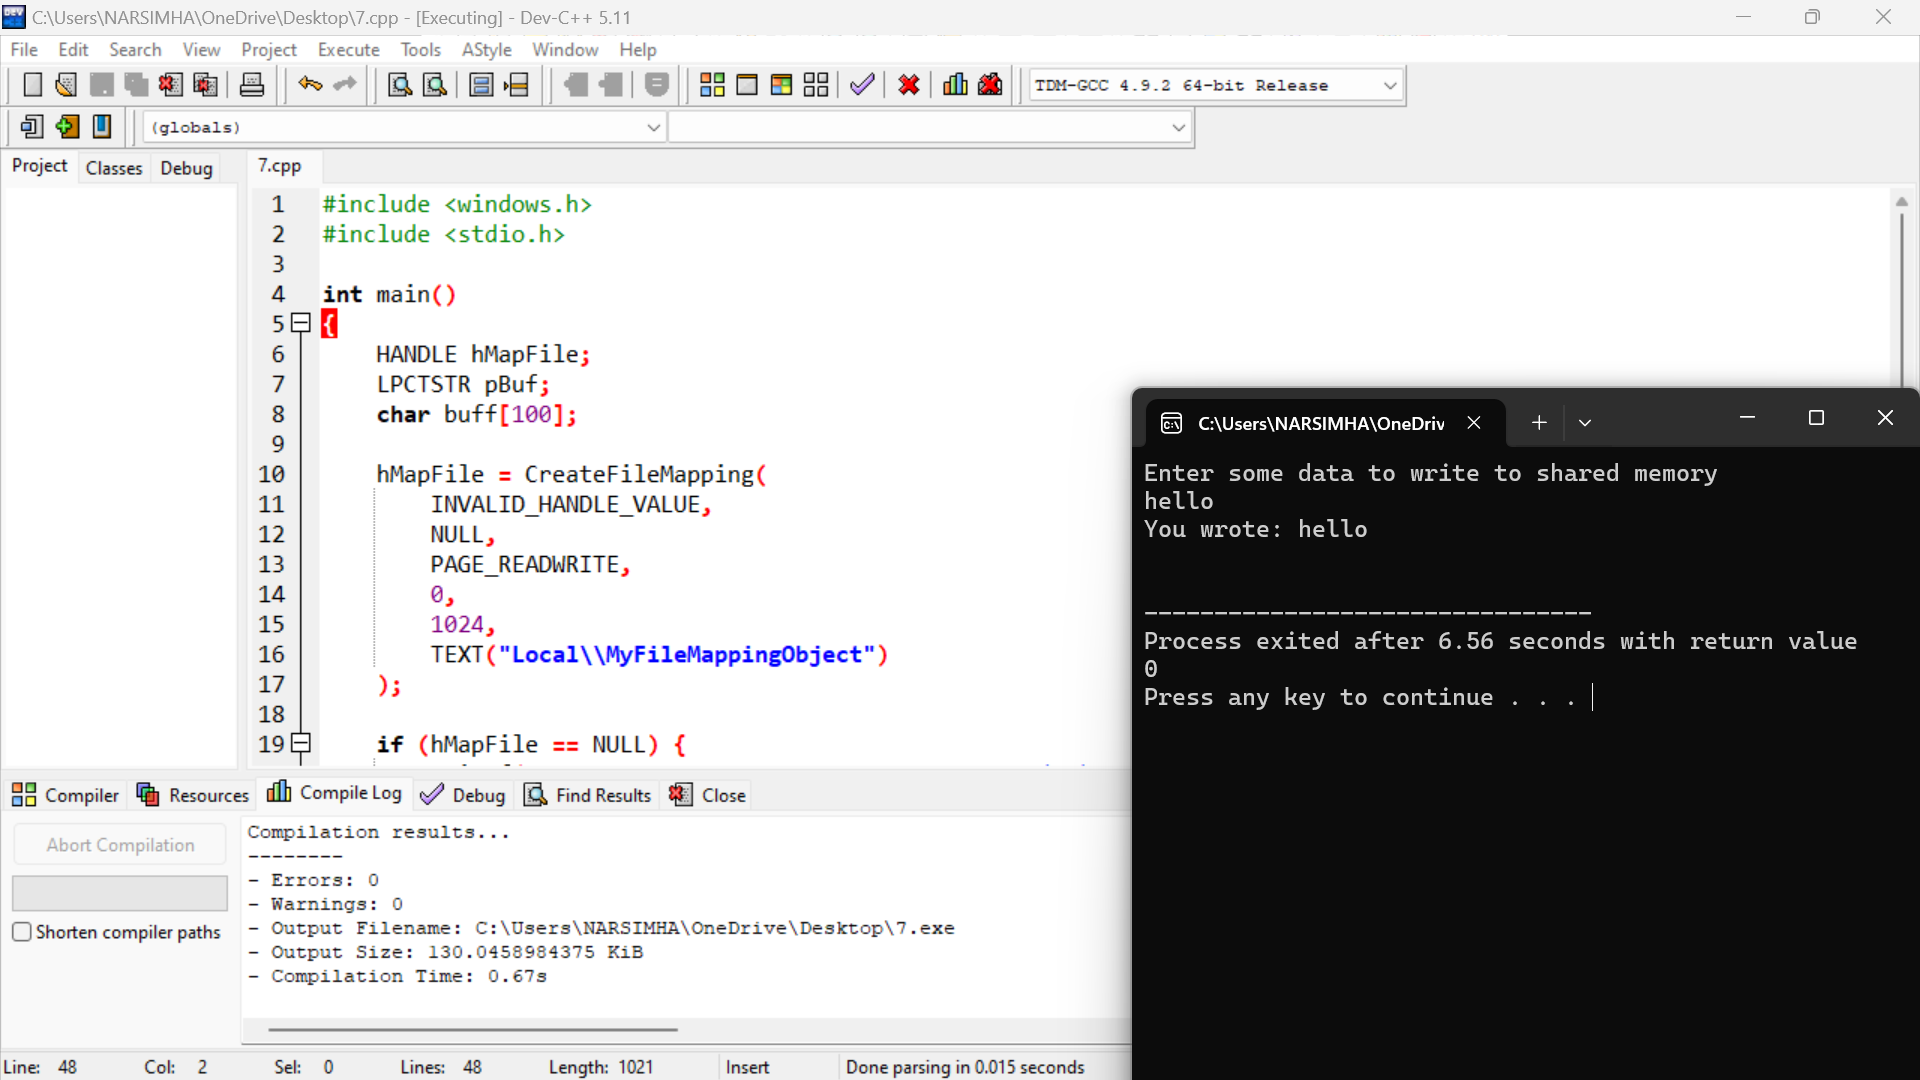 C:\Users\NARSIMHA\OneDrive\Desktop\7.cpp - [Executing] - Dev-C++ 5.11
File Edit Search View Project Execute Tools AStyle Window Help
TDM-GCC 4.9.2 64-bit Release
(globals)
Project Classes Debug
7.cpp
1 #include <windows.h>
2 #include <stdio.h>
3
4 int main()
5 {
6 HANDLE hMapFile;
7 LPCTSTR pBuf;
8 char buff[100];
9
10 hMapFile = CreateFileMapping(
11 INVALID_HANDLE_VALUE,
12 NULL,
13 PAGE_READWRITE,
14 0,
15 1024,
16 TEXT("Local\\MyFileMappingObject")
17 );
18
19 if (hMapFile == NULL) {
C:\Users\NARSIMHA\OneDriv
Enter some data to write to shared memory
hello
You wrote: hello
--------------------------------
Process exited after 6.56 seconds with return value
0
Press any key to continue . . .
Compiler Resources Compile Log Debug Find Results Close
Abort Compilation
Shorten compiler paths
Compilation results...
--------
- Errors: 0
- Warnings: 0
- Output Filename: C:\Users\NARSIMHA\OneDrive\Desktop\7.exe
- Output Size: 130.0458984375 KiB
- Compilation Time: 0.67s
Line: 48 Col: 2 Sel: 0 Lines: 48 Length: 1021 Insert Done parsing in 0.015 seconds